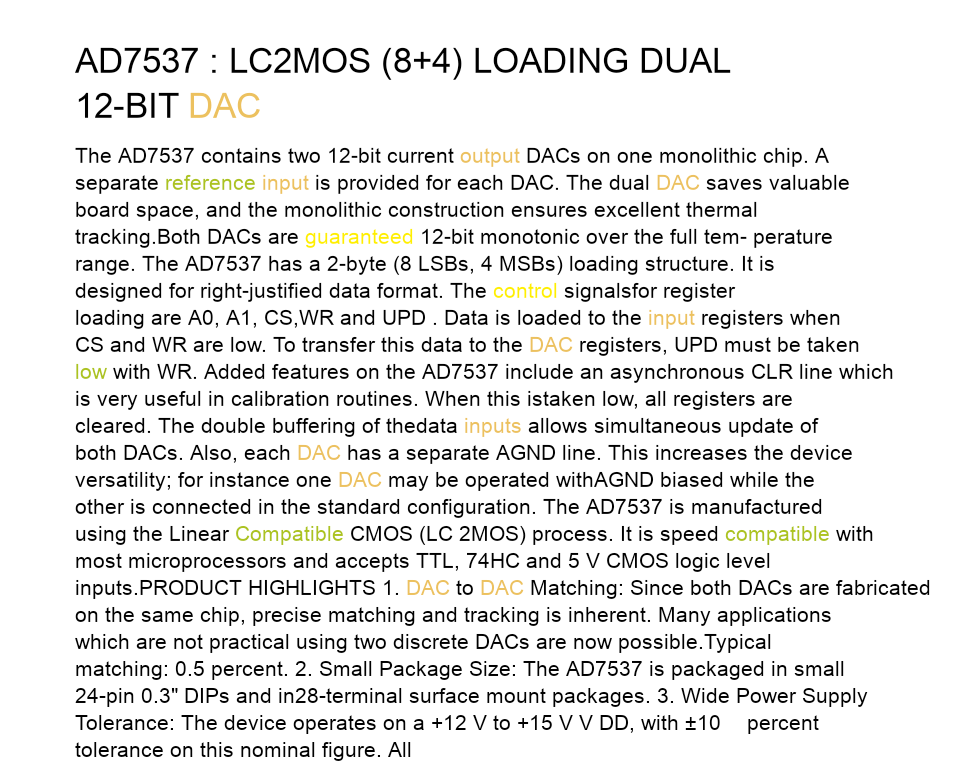 AD7537 : LC2MOS (8+4) LOADING DUAL
12-BIT DAC
The AD7537 contains two 12-bit current output DACs on one monolithic chip. A
separate reference input is provided for each DAC. The dual DAC saves valuable
board space, and the monolithic construction ensures excellent thermal
tracking.Both DACs are guaranteed 12-bit monotonic over the full tem- perature
range. The AD7537 has a 2-byte (8 LSBs, 4 MSBs) loading structure. It is
designed for right-justified data format. The control signalsfor register
loading are A0, A1, CS,WR and UPD . Data is loaded to the input registers when
CS and WR are low. To transfer this data to the DAC registers, UPD must be taken
low with WR. Added features on the AD7537 include an asynchronous CLR line which
is very useful in calibration routines. When this istaken low, all registers are
cleared. The double buffering of thedata inputs allows simultaneous update of
both DACs. Also, each DAC has a separate AGND line. This increases the device
versatility; for instance one DAC may be operated withAGND biased while the
other is connected in the standard configuration. The AD7537 is manufactured
using the Linear Compatible CMOS (LC 2MOS) process. It is speed compatible with
most microprocessors and accepts TTL, 74HC and 5 V CMOS logic level
inputs.PRODUCT HIGHLIGHTS 1. DAC to DAC Matching: Since both DACs are fabricated
on the same chip, precise matching and tracking is inherent. Many applications
which are not practical using two discrete DACs are now possible.Typical
matching: 0.5 percent. 2. Small Package Size: The AD7537 is packaged in small
24-pin 0.3" DIPs and in28-terminal surface mount packages. 3. Wide Power Supply
Tolerance: The device operates on a +12 V to +15 V V DD, with ±10 percent
tolerance on this nominal figure. All